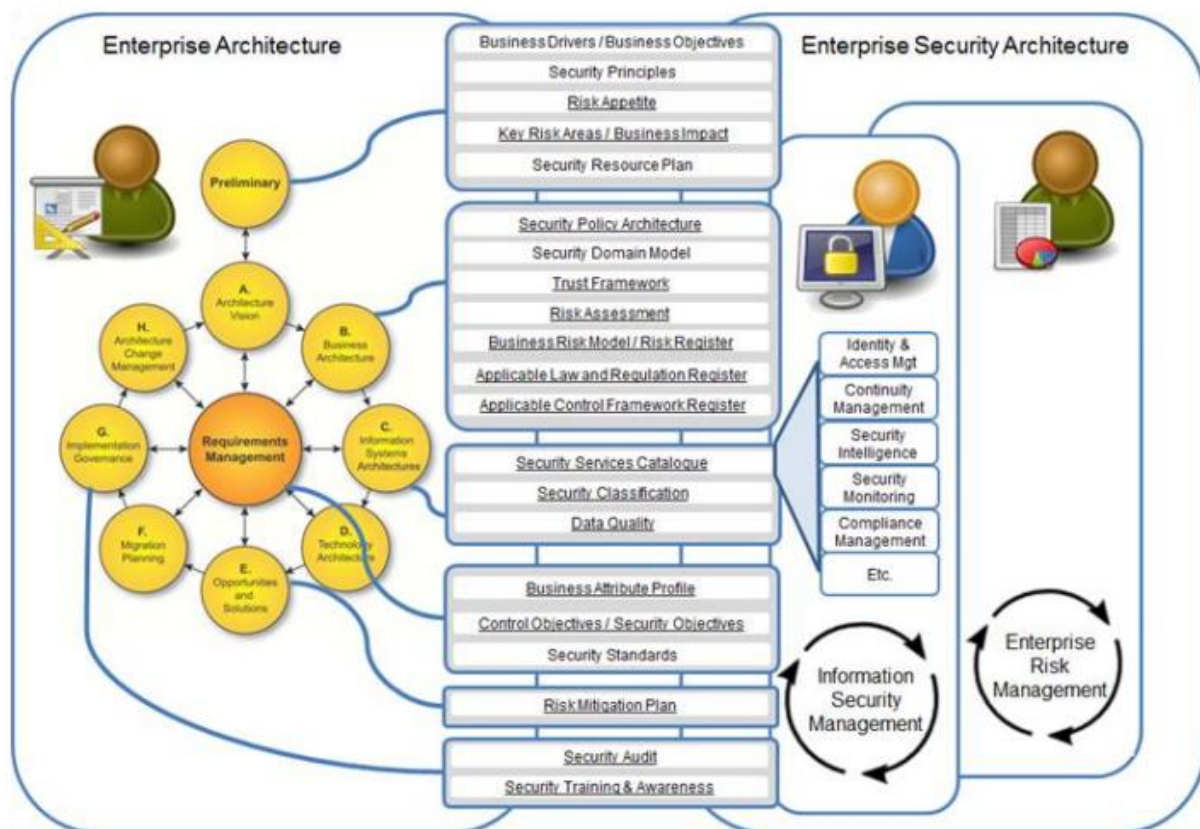 Enterprise Architecture
Preliminary
A.
Architecture
Vision
B.
Business
Architecture
C.
Information
Systems
Architectures
D.
Technology
Architecture
E.
Opportunities
and
Solutions
F.
Migration
Planning
G.
Implementation
Governance
H.
Architecture
Change
Management
Requirements
Management
Business Drivers / Business Objectives
Security Principles
Risk Appetite
Key Risk Areas / Business Impact
Security Resource Plan
Security Policy Architecture
Security Domain Model
Trust Framework
Risk Assessment
Business Risk Model / Risk Register
Applicable Law and Regulation Register
Applicable Control Framework Register
Security Services Catalogue
Security Classification
Data Quality
Business Attribute Profile
Control Objectives / Security Objectives
Security Standards
Risk Mitigation Plan
Security Audit
Security Training & Awareness
Enterprise Security Architecture
Identity &
Access Mgt
Continuity
Management
Security
Intelligence
Security
Monitoring
Compliance
Management
Etc.
Information
Security
Management
Enterprise
Risk
Management